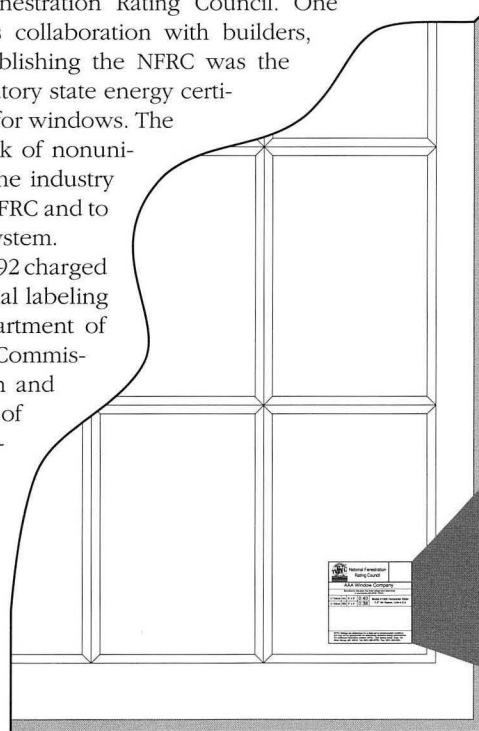 nestration Rating Council. One
s collaboration with builders,
blishing the NFRC was the
atory state energy certi-
for windows. The
k of nonuni-
ne industry
FRC and to
ystem.
92 charged
al labeling
artment of
Commis-
n and
of
-
National Fenestration
Rating Council
AAA Window Company